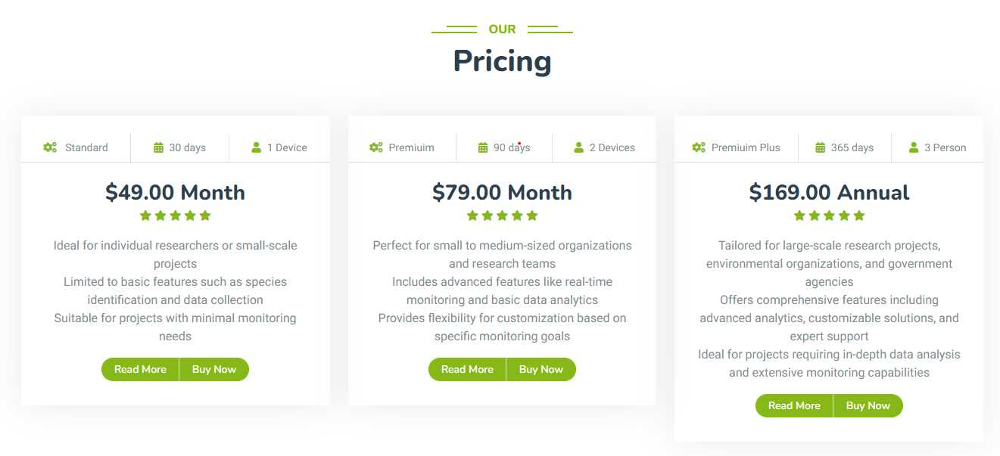 OUR
Pricing
Standard
30 days
1 Device
$49.00 Month
Ideal for individual researchers or small-scale
projects
Limited to basic features such as species
identification and data collection
Suitable for projects with minimal monitoring
needs
Read More
Buy Now
Premiuim
90 days
2 Devices
$79.00 Month
Perfect for small to medium-sized organizations
and research teams
Includes advanced features like real-time
monitoring and basic data analytics
Provides flexibility for customization based on
specific monitoring goals
Read More
Buy Now
Premiuim Plus
365 days
3 Person
$169.00 Annual
Tailored for large-scale research projects,
environmental organizations, and government
agencies
Offers comprehensive features including
advanced analytics, customizable solutions, and
expert support
Ideal for projects requiring in-depth data analysis
and extensive monitoring capabilities
Read More
Buy Now